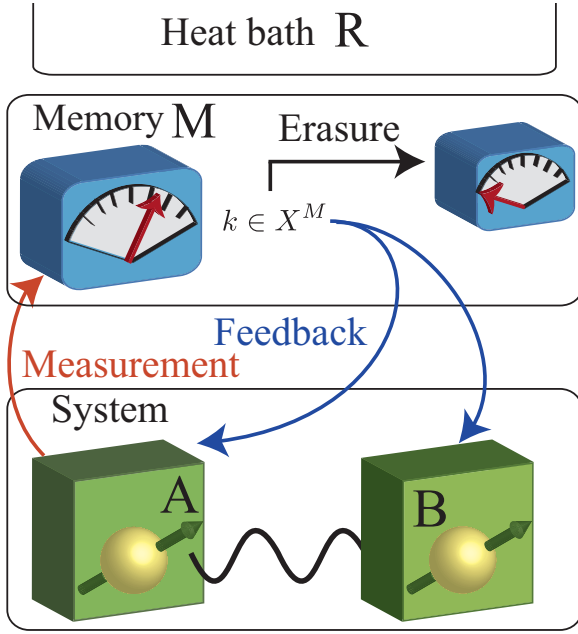 Heat bath R
Memory M
Erasure
k ∈ X^M
Feedback
Measurement
System
A
B